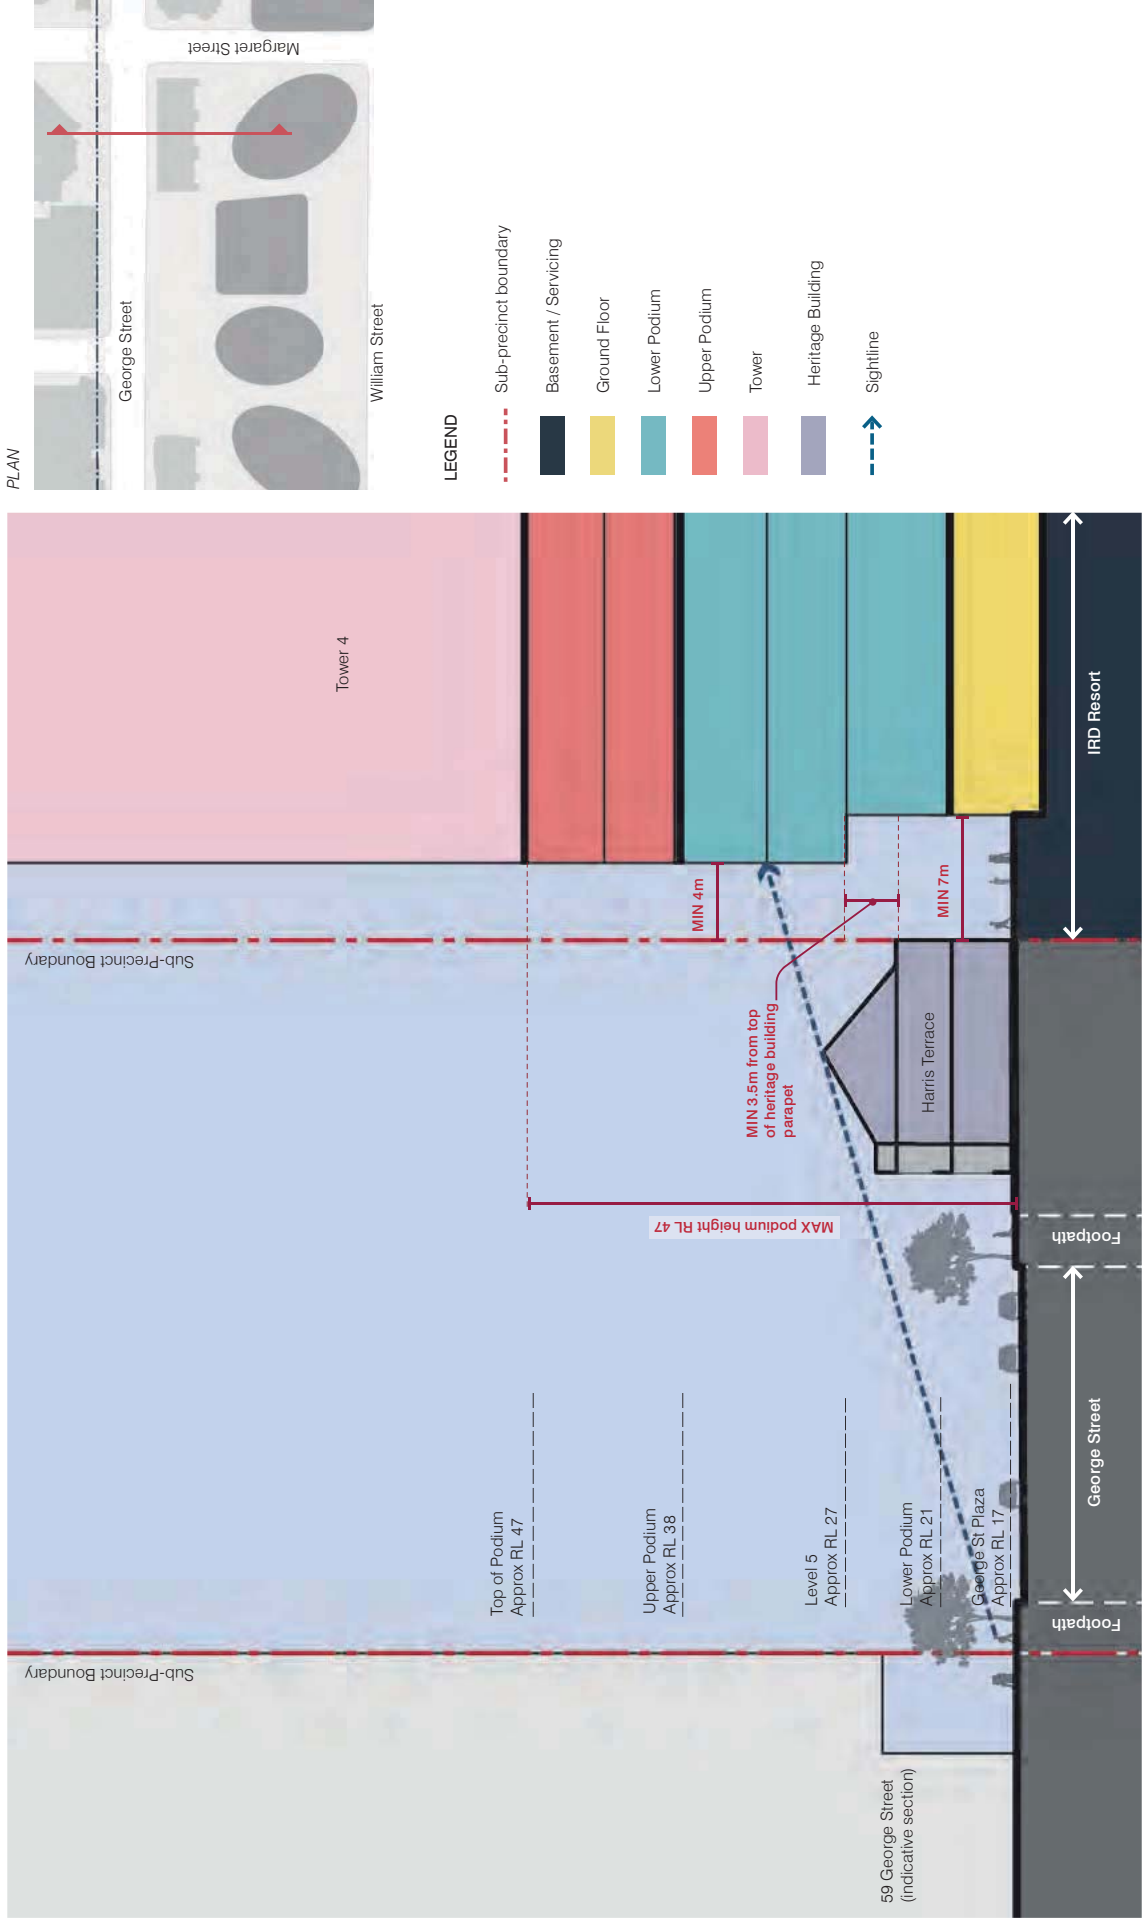 PLAN
Margaret Street
George Street
William Street
LEGEND
Sub-precinct boundary
Basement / Servicing
Ground Floor
Lower Podium
Upper Podium
Tower
Heritage Building
Sightline
Sub-Precinct Boundary
Sub-Precinct Boundary
Tower 4
Top of Podium
Approx RL 47
Upper Podium
Approx RL 38
Level 5
Approx RL 27
Lower Podium
Approx RL 21
George St Plaza
Approx RL 17
MAX podium height RL 47
MIN 4m
MIN 3.5m from top
of heritage building
parapet
MIN 7m
Harris Terrace
59 George Street
(indicative section)
Footpath
George Street
Footpath
IRD Resort